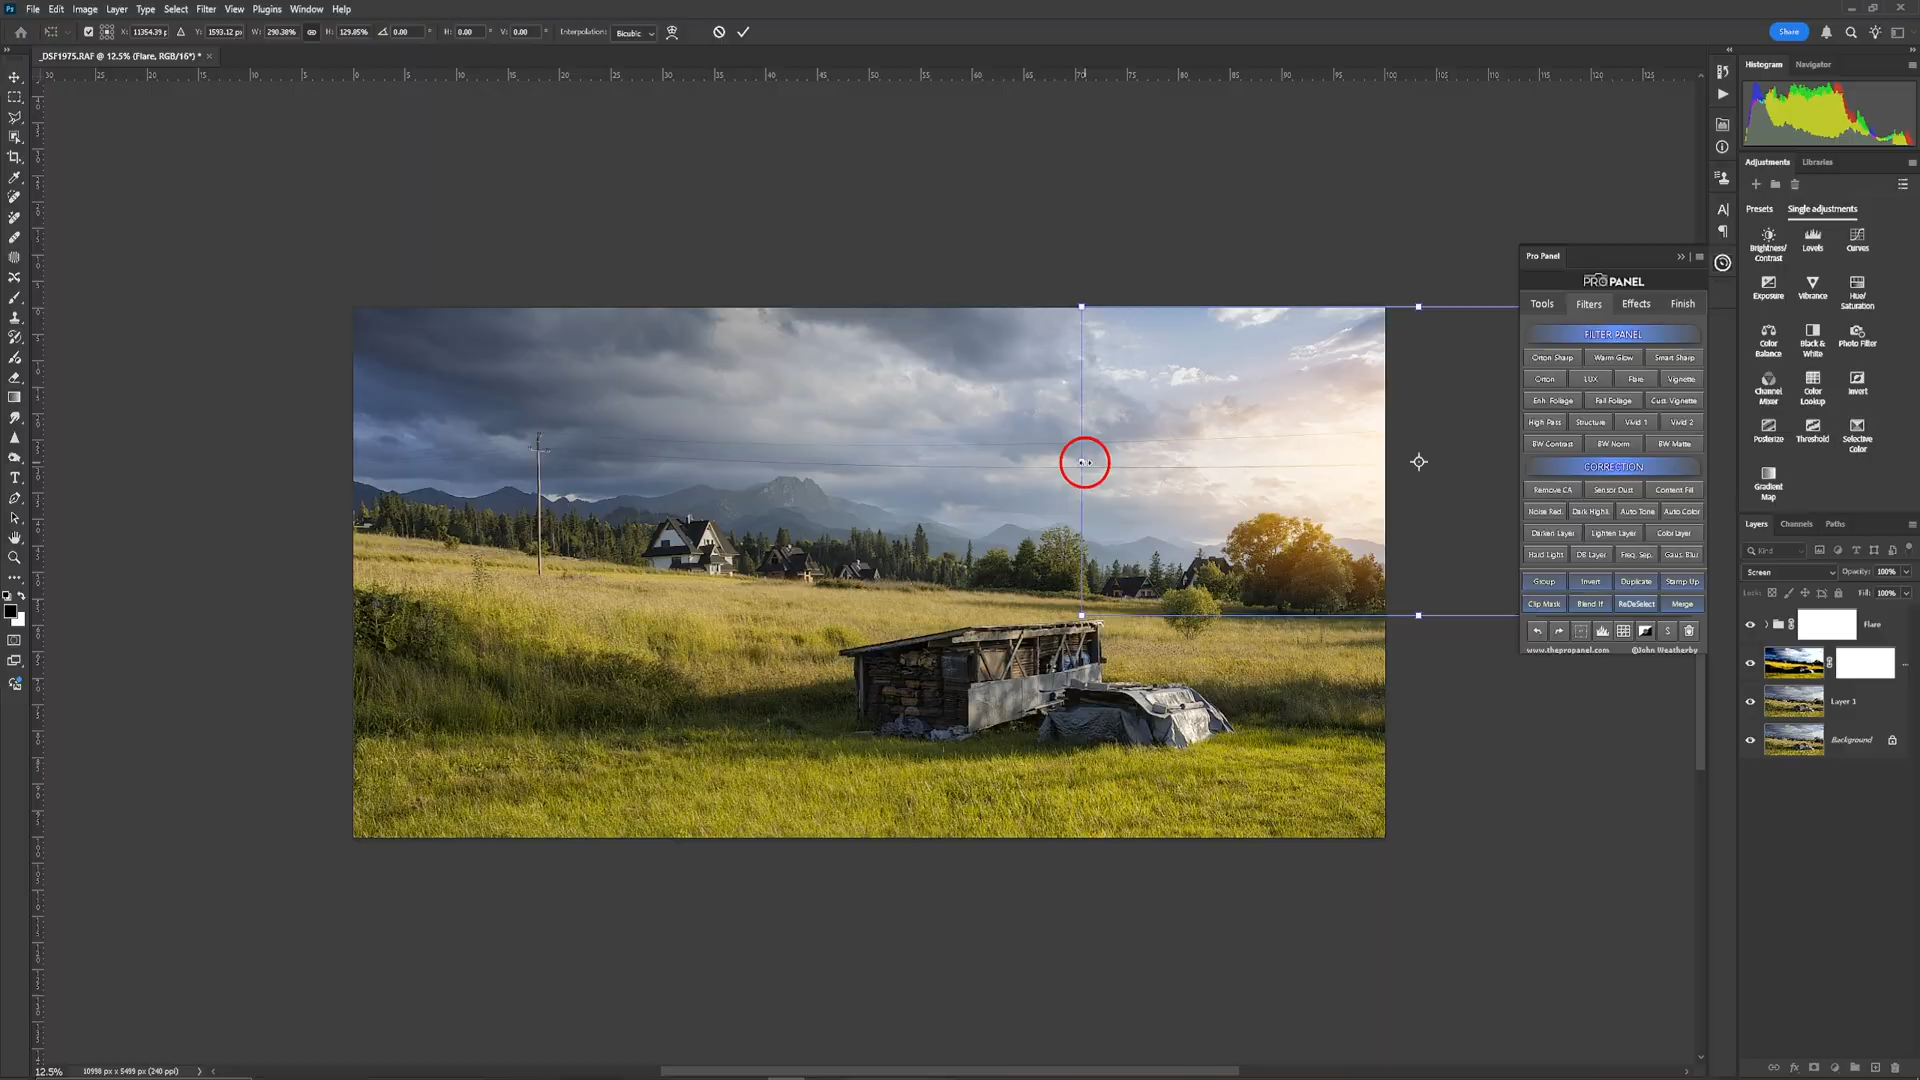 Ps File Edit Image Layer Type Select Filter View Plugins Window Help
X: 11354.39 p Y: 1593.12 px W: 290.38% H: 129.85% 0.00 H: 0.00 V: 0.00 Interpolation: Bicubic Share
_DSF1975.RAF @ 12.5% (Flare, RGB/16*) *
Histogram Navigator
Adjustments Libraries
Presets Single adjustments
Brightness/ Contrast Levels Curves
Exposure Vibrance Hue/ Saturation
Color Balance Black & White Photo Filter
Channel Mixer Color Lookup Invert
Posterize Threshold Selective Color
Gradient Map
Pro Panel
PRO PANEL
Tools Filters Effects Finish
FILTER PANEL
Orton Sharp Warm Glow Smart Sharp
Orton LUX Flare Vignette
Enh. Foliage Fall Foliage Cust. Vignette
High Pass Structure Vivid 1 Vivid 2
BW Contrast BW Norm BW Matte
CORRECTION
Remove CA Sensor Dust Content Fill
Noise Red. Dark Highli. Auto Tone Auto Color
Darken Layer Lighten Layer Color Layer
Hard Light DB Layer Freq. Sep. Gaus. Blur
Group Invert Duplicate Stamp Up
Clip Mask Blend If ReDeSelect Merge
www.thepropanel.com ©John Weatherby
Layers Channels Paths
Kind
Screen Opacity: 100%
Lock: Fill: 100%
Flare
Layer 1
Background
12.5% 10998 px x 5499 px (240 ppi)